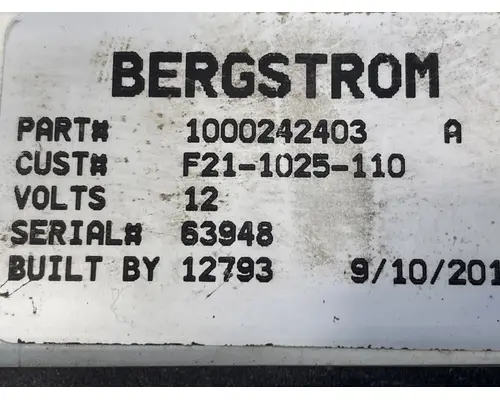 BERGSTROM
PART# 1000242403 A
CUST# F21-1025-110
VOLTS 12
SERIAL# 63948
BUILT BY 12793 9/10/201